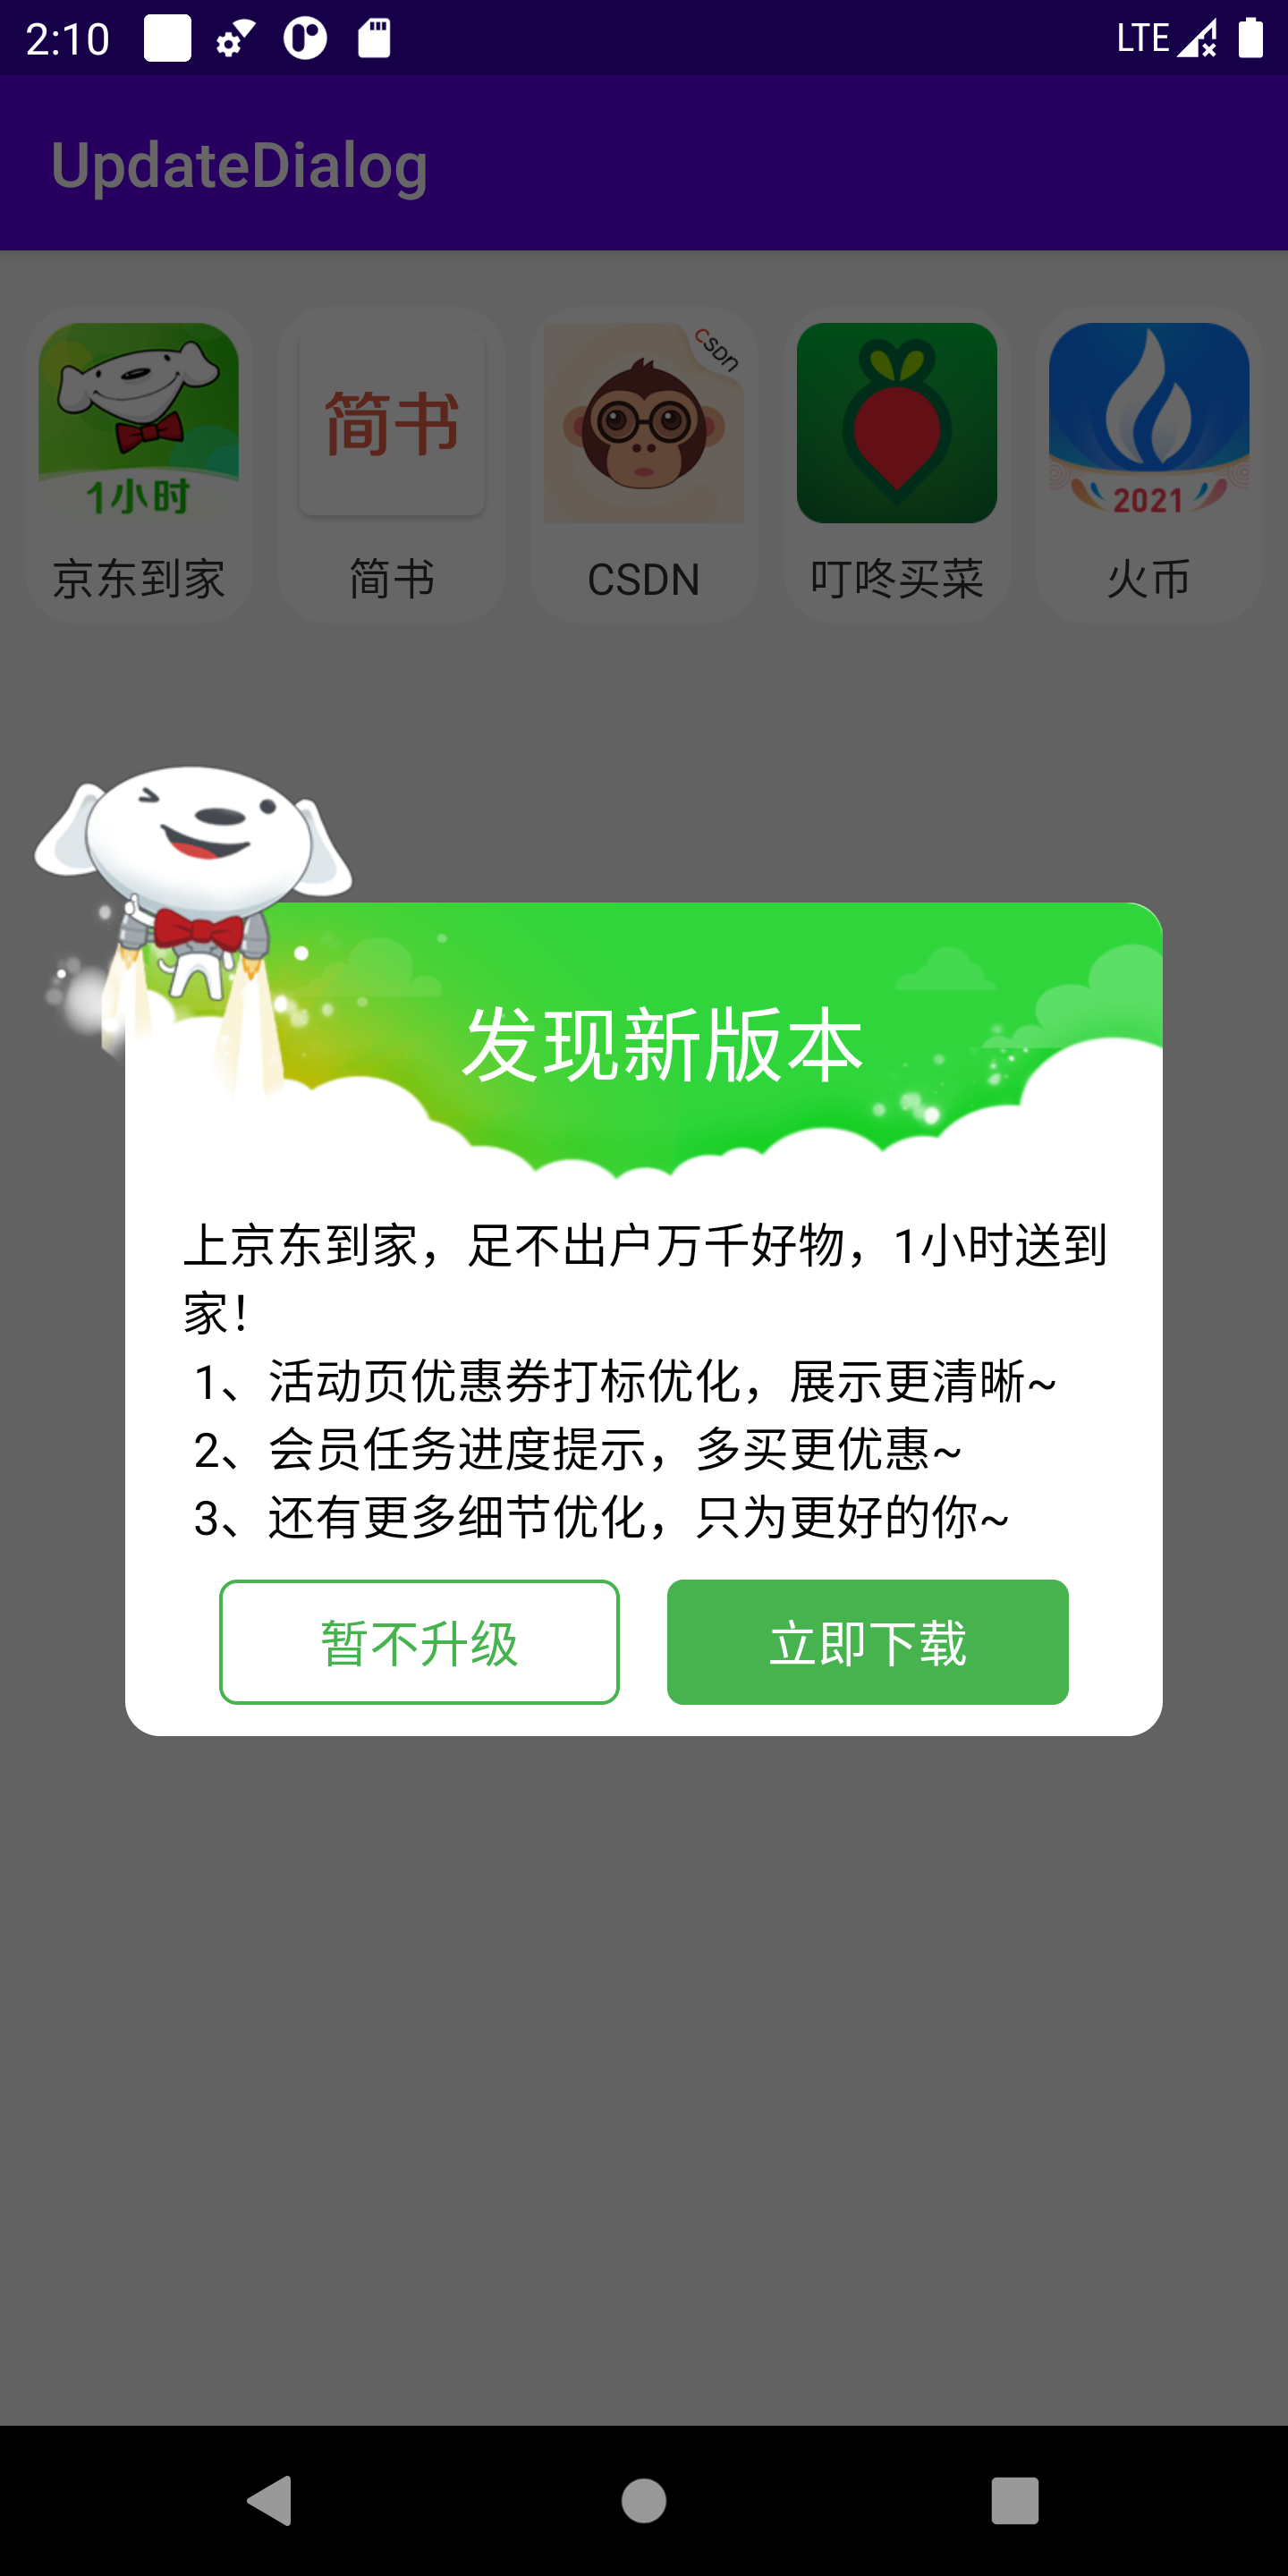 2:10
LTE
UpdateDialog
1小时
简书
CSDN
2021
京东到家
简书
CSDN
叮咚买菜
火币
发现新版本
上京东到家，足不出户万千好物，1小时送到
家！
1、活动页优惠券打标优化，展示更清晰~
2、会员任务进度提示，多买更优惠~
3、还有更多细节优化，只为更好的你~
暂不升级
立即下载